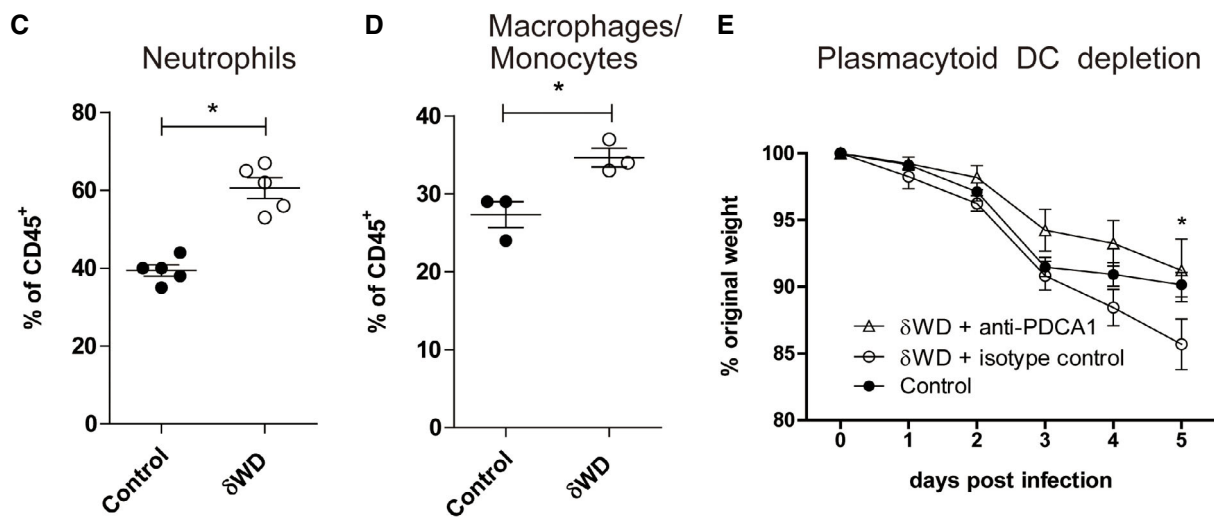 C
Neutrophils
*
80
60
40
20
0
% of CD45+
Control
δWD
D
Macrophages/
Monocytes
*
40
30
20
10
0
% of CD45+
Control
δWD
E
Plasmacytoid DC depletion
100
95
90
85
80
% original weight
*
δWD + anti-PDCA1
δWD + isotype control
Control
0 1 2 3 4 5
days post infection